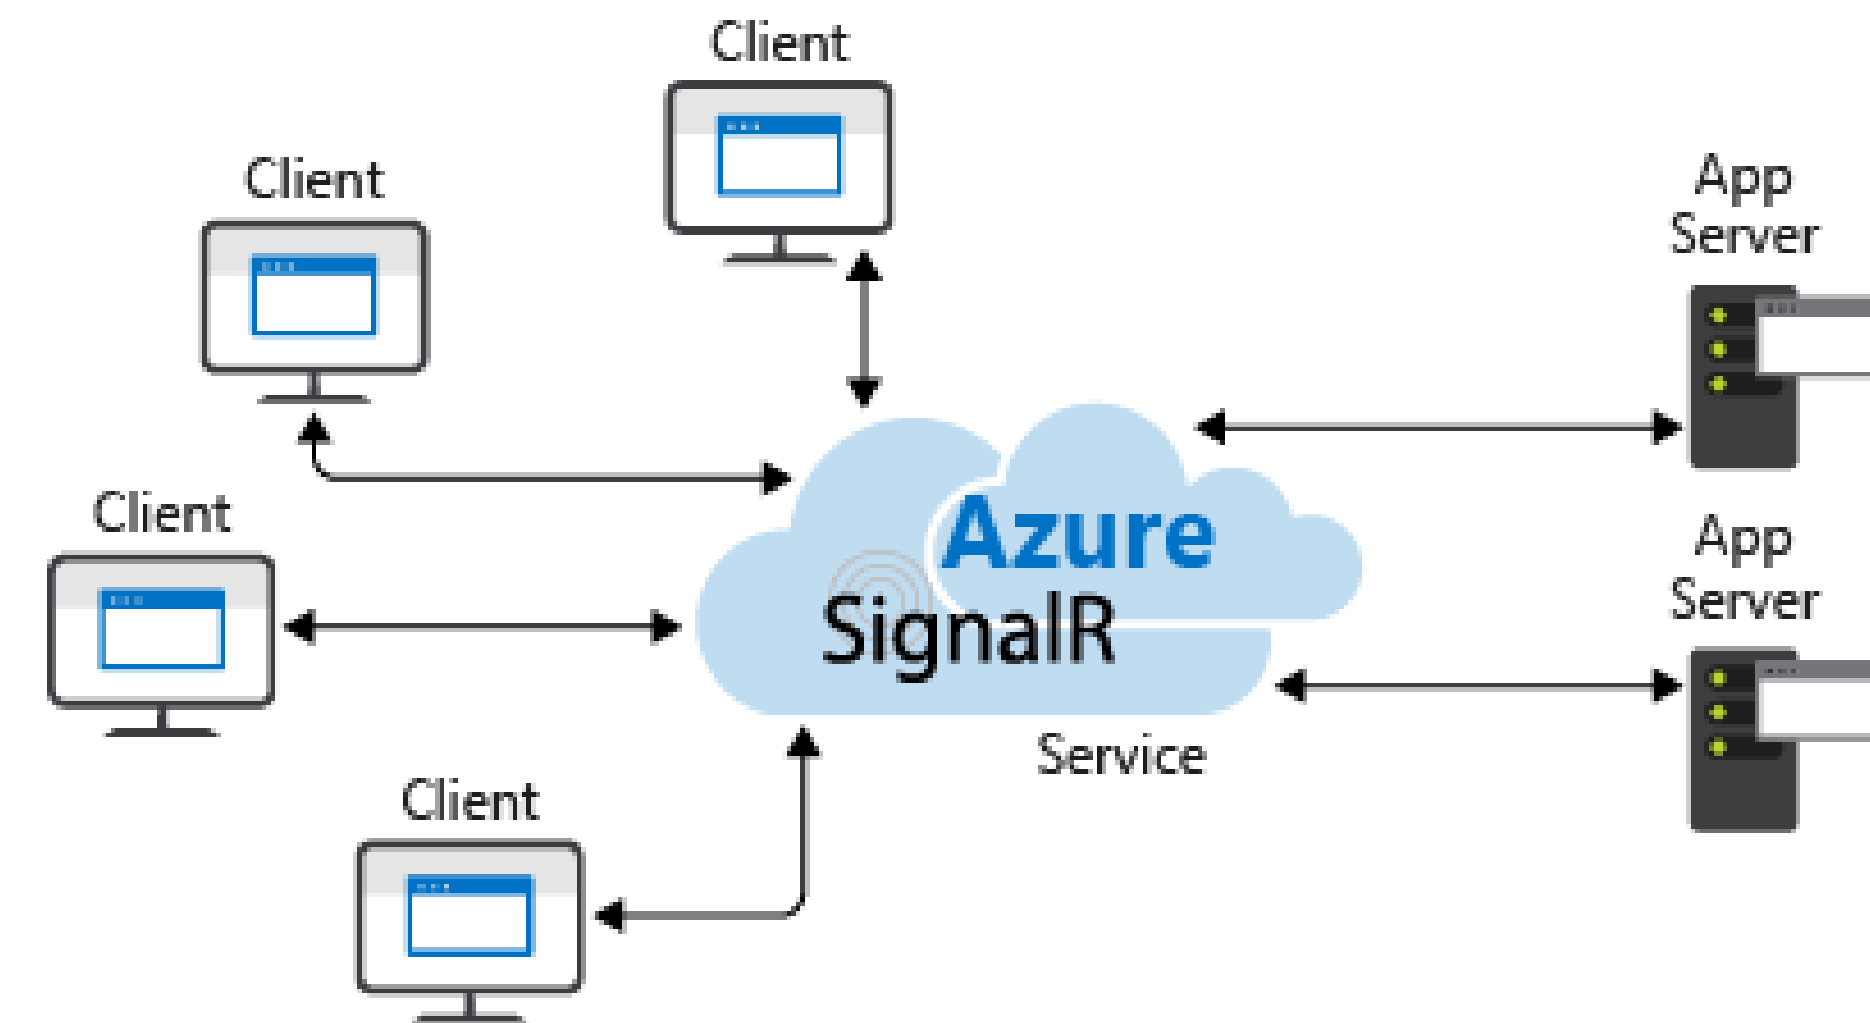 Client
Client
App
Server
Client
Azure
SignalR
App
Server
Service
Client